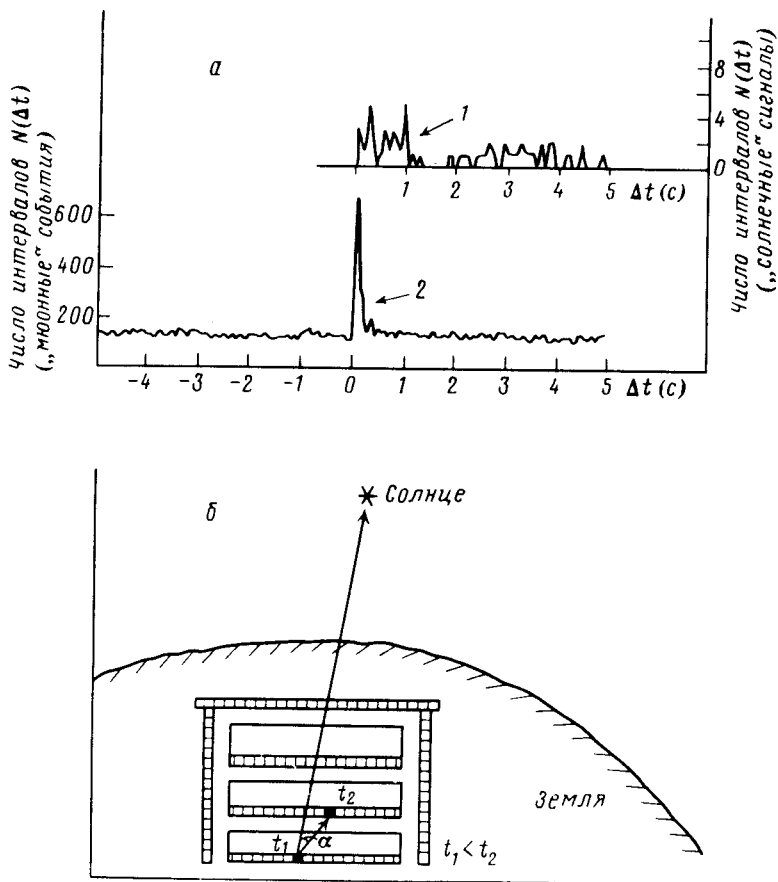 а
Число интервалов N(Δt)
(„мюонные“ события)
600
400
200
8
4
0
Число интервалов N(Δt)
(„солнечные“ сигналы)
1
1 2 3 4 5 Δt (с)
2
-4 -3 -2 -1 0 1 2 3 4 5 Δt (с)
б
Солнце
t₂
Земля
t₁ α
t₁ < t₂